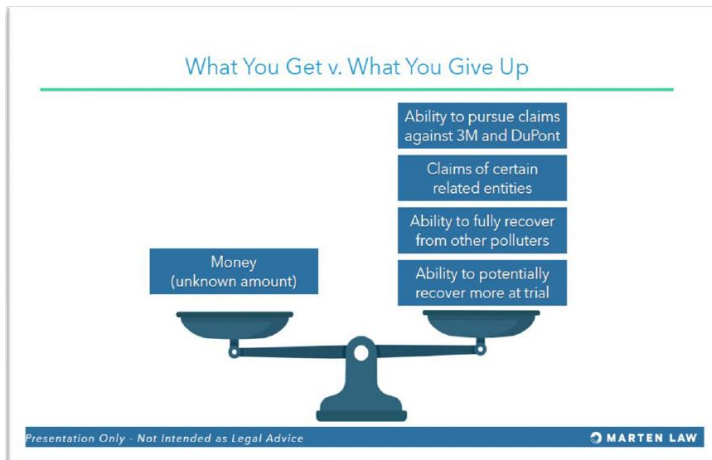 What You Get v. What You Give Up
Ability to pursue claims
against 3M and DuPont
Claims of certain
related entities
Ability to fully recover
from other polluters
Money
(unknown amount)
Ability to potentially
recover more at trial
Presentation Only - Not Intended as Legal Advice
MARTEN LAW